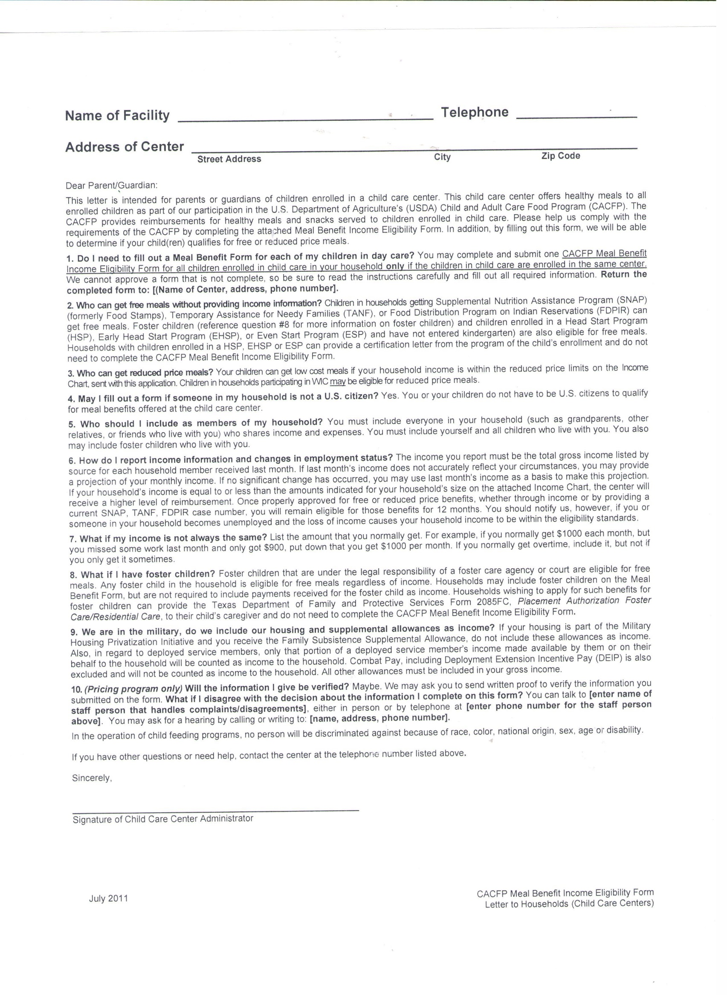 Name of Facility Telephone
Address of Center
Street Address City Zip Code
Dear Parent/Guardian:
This letter is intended for parents or guardians of children enrolled in a child care center. This child care center offers healthy meals to all
enrolled children as part of our participation in the U.S. Department of Agriculture's (USDA) Child and Adult Care Food Program (CACFP). The
CACFP provides reimbursements for healthy meals and snacks served to children enrolled in child care. Please help us comply with the
requirements of the CACFP by completing the attached Meal Benefit Income Eligibility Form. In addition, by filling out this form, we will be able
to determine if your child(ren) qualifies for free or reduced price meals.
1. Do I need to fill out a Meal Benefit Form for each of my children in day care? You may complete and submit one CACFP Meal Benefit
Income Eligibility Form for all children enrolled in child care in your household only if the children in child care are enrolled in the same center.
We cannot approve a form that is not complete, so be sure to read the instructions carefully and fill out all required information. Return the
completed form to: [(Name of Center, address, phone number].
2. Who can get free meals without providing income information? Children in households getting Supplemental Nutrition Assistance Program (SNAP)
(formerly Food Stamps), Temporary Assistance for Needy Families (TANF), or Food Distribution Program on Indian Reservations (FDPIR) can
get free meals. Foster children (reference question #8 for more information on foster children) and children enrolled in a Head Start Program
(HSP), Early Head Start Program (EHSP), or Even Start Program (ESP) and have not entered kindergarten) are also eligible for free meals.
Households with children enrolled in a HSP, EHSP or ESP can provide a certification letter from the program of the child's enrollment and do not
need to complete the CACFP Meal Benefit Income Eligibility Form.
3. Who can get reduced price meals? Your children can get low cost meals if your household income is within the reduced price limits on the Income
Chart, sent with this application. Children in households participating in WIC may be eligible for reduced price meals.
4. May I fill out a form if someone in my household is not a U.S. citizen? Yes. You or your children do not have to be U.S. citizens to qualify
for meal benefits offered at the child care center.
5. Who should I include as members of my household? You must include everyone in your household (such as grandparents, other
relatives, or friends who live with you) who shares income and expenses. You must include yourself and all children who live with you. You also
may include foster children who live with you.
6. How do I report income information and changes in employment status? The income you report must be the total gross income listed by
source for each household member received last month. If last month's income does not accurately reflect your circumstances, you may provide
a projection of your monthly income. If no significant change has occurred, you may use last month's income as a basis to make this projection.
If your household's income is equal to or less than the amounts indicated for your household's size on the attached Income Chart, the center will
receive a higher level of reimbursement. Once properly approved for free or reduced price benefits, whether through income or by providing a
current SNAP, TANF, FDPIR case number, you will remain eligible for those benefits for 12 months. You should notify us, however, if you or
someone in your household becomes unemployed and the loss of income causes your household income to be within the eligibility standards.
7. What if my income is not always the same? List the amount that you normally get. For example, if you normally get $1000 each month, but
you missed some work last month and only got $900, put down that you get $1000 per month. If you normally get overtime, include it, but not if
you only get it sometimes.
8. What if I have foster children? Foster children that are under the legal responsibility of a foster care agency or court are eligible for free
meals. Any foster child in the household is eligible for free meals regardless of income. Households may include foster children on the Meal
Benefit Form, but are not required to include payments received for the foster child as income. Households wishing to apply for such benefits for
foster children can provide the Texas Department of Family and Protective Services Form 2085FC, Placement Authorization Foster
Care/Residential Care, to their child's caregiver and do not need to complete the CACFP Meal Benefit Income Eligibility Form.
9. We are in the military, do we include our housing and supplemental allowances as income? If your housing is part of the Military
Housing Privatization Initiative and you receive the Family Subsistence Supplemental Allowance, do not include these allowances as income.
Also, in regard to deployed service members, only that portion of a deployed service member's income made available by them or on their
behalf to the household will be counted as income to the household. Combat Pay, including Deployment Extension Incentive Pay (DEIP) is also
excluded and will not be counted as income to the household. All other allowances must be included in your gross income.
10. (Pricing program only) Will the information I give be verified? Maybe. We may ask you to send written proof to verify the information you
submitted on the form. What if I disagree with the decision about the information I complete on this form? You can talk to [enter name of
staff person that handles complaints/disagreements], either in person or by telephone at [enter phone number for the staff person
above]. You may ask for a hearing by calling or writing to: [name, address, phone number].
In the operation of child feeding programs, no person will be discriminated against because of race, color, national origin, sex, age or disability.
If you have other questions or need help, contact the center at the telephone number listed above.
Sincerely,
Signature of Child Care Center Administrator
July 2011
CACFP Meal Benefit Income Eligibility Form
Letter to Households (Child Care Centers)